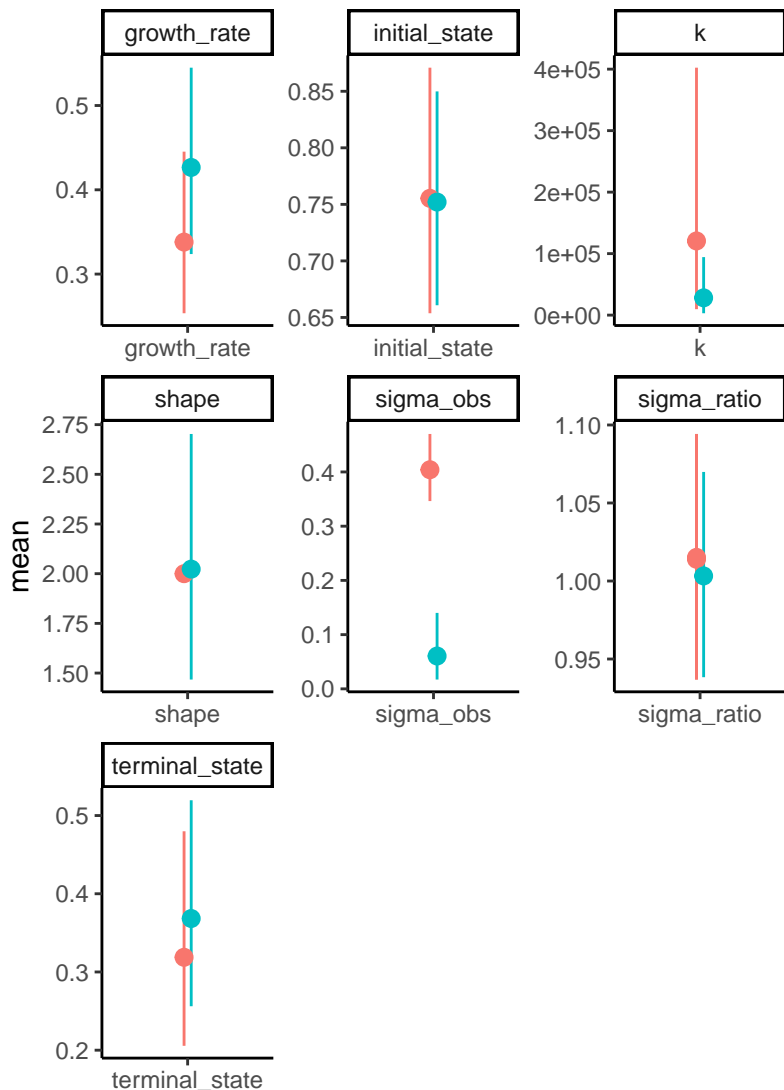 growth_rate
initial_state
k
0.5
0.4
0.3
0.85
0.80
0.75
0.70
0.65
4e+05
3e+05
2e+05
1e+05
0e+00
growth_rate
initial_state
k
shape
sigma_obs
sigma_ratio
mean
2.75
2.50
2.25
2.00
1.75
1.50
0.4
0.3
0.2
0.1
0.0
1.10
1.05
1.00
0.95
shape
sigma_obs
sigma_ratio
terminal_state
0.5
0.4
0.3
0.2
terminal_state